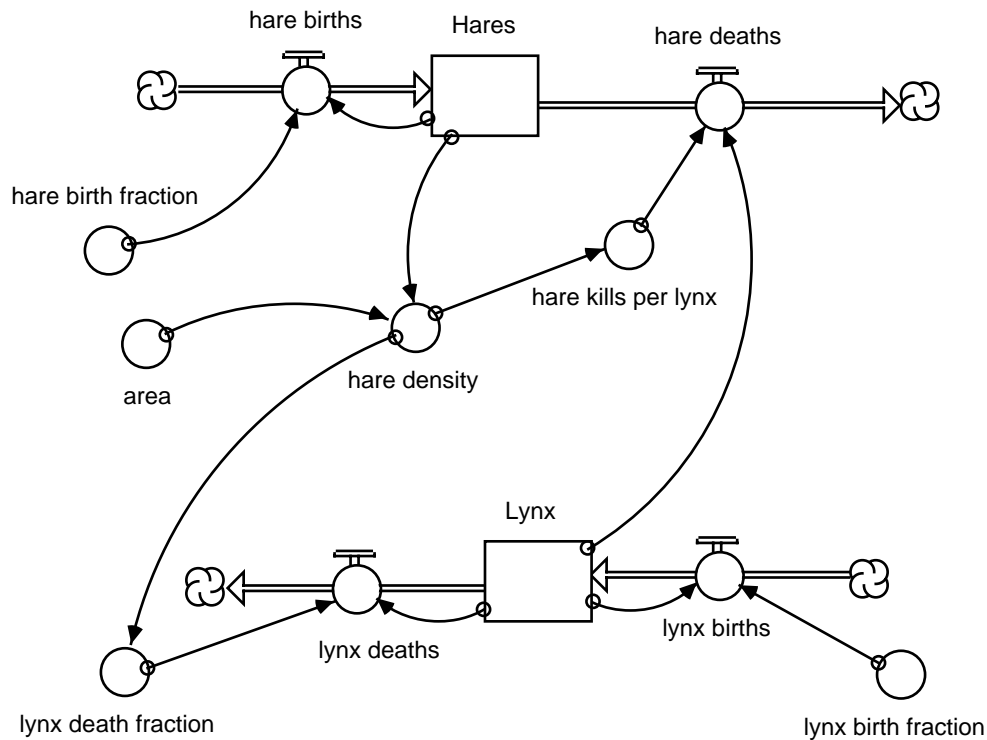 hare births
Hares
hare deaths
hare birth fraction
hare kills per lynx
area
hare density
Lynx
lynx deaths
lynx births
lynx death fraction
lynx birth fraction